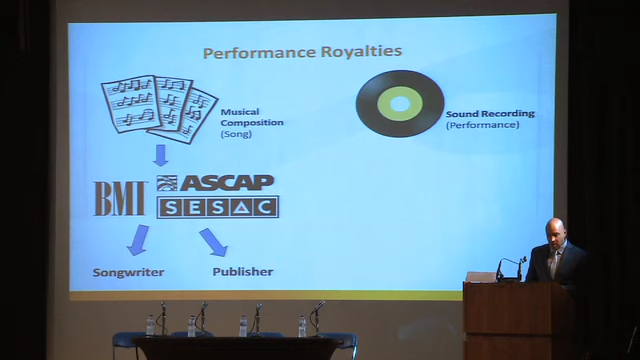 Performance Royalties
Musical
Composition
(Song)
Sound Recording
(Performance)
BMI
ASCAP
SESAC
Songwriter
Publisher